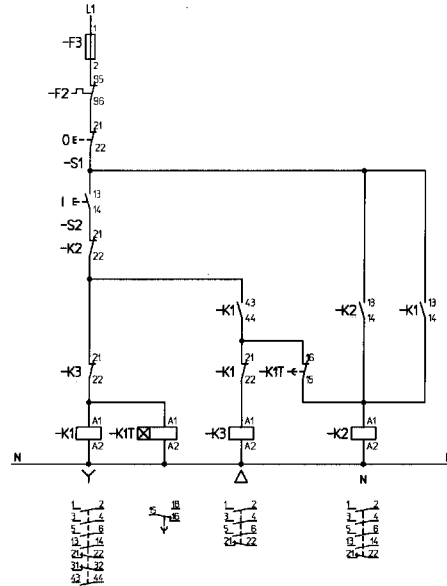 L1
1
-F3
2
95
-F2
96
21
O E
22
-S1
13
13
13
I E
14
-S2
21
-K2
22
43
-K1
44
-K2
14
-K1
14
21
-K3
22
21
-K1
22
16
-K1T
15
A1
-K1
A2
A1
-K1T
A2
A1
-K3
A2
A1
-K2
A2
N
Y
Δ
N
1 2
3 4
5 6
13 14
21 22
31 32
43 44
18
15 16
1 2
3 4
5 6
21 22
1 2
3 4
5 6
13 14
21 22